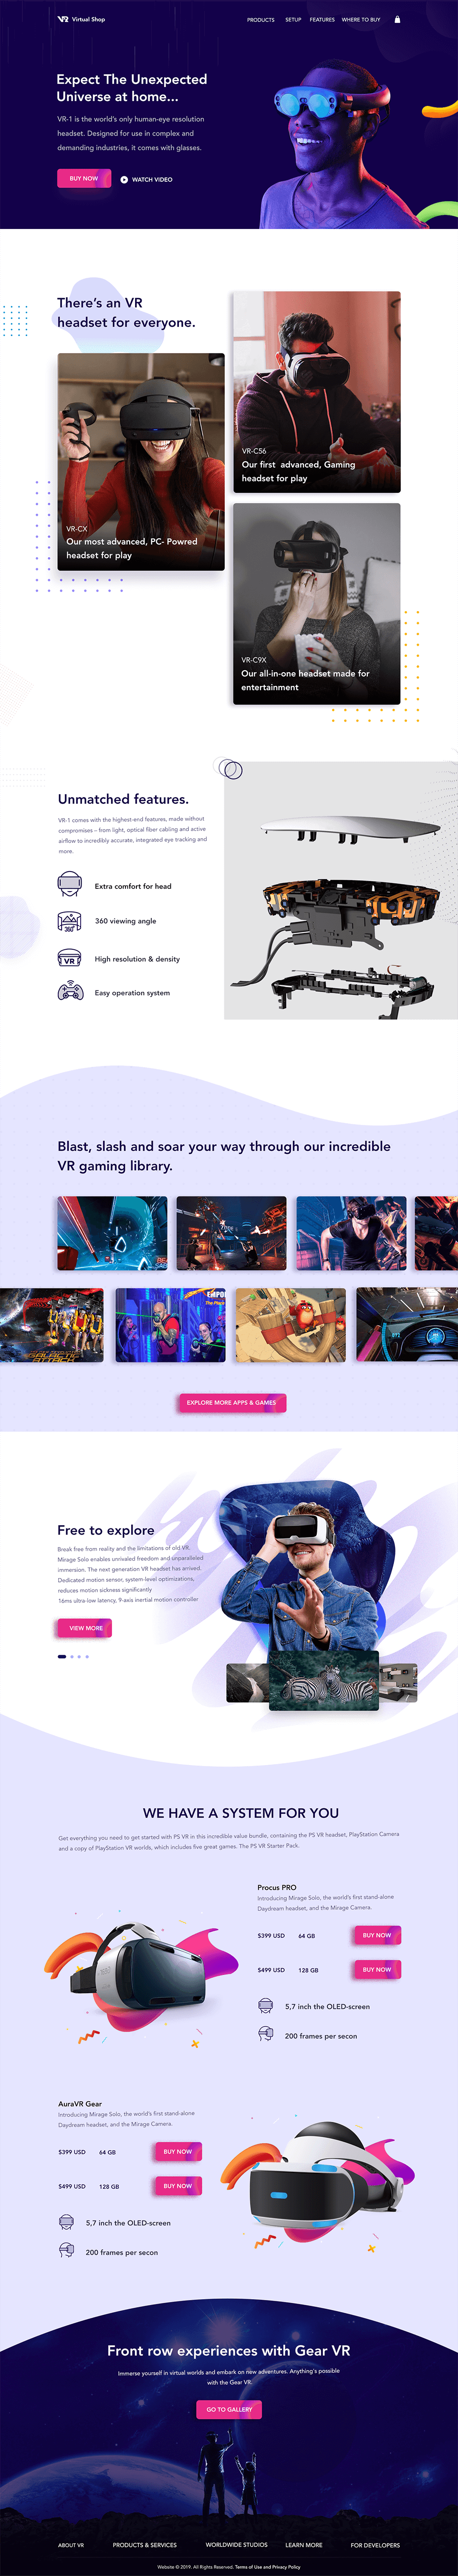 VR Virtual Shop
PRODUCTS SETUP FEATURES WHERE TO BUY
Expect The Unexpected
Universe at home...
VR-1 is the world's only human-eye resolution
headset. Designed for use in complex and
demanding industries, it comes with glasses.
BUY NOW WATCH VIDEO
There's an VR
headset for everyone.
VR-C56
Our first advanced, Gaming
headset for play
VR-CX
Our most advanced, PC- Powred
headset for play
VR-C9X
Our all-in-one headset made for
entertainment
Unmatched features.
VR-1 comes with the highest-end features, made without
compromises – from light, optical fiber cabling and active
airflow to incredibly accurate, integrated eye tracking and
more.
Extra comfort for head
360
360 viewing angle
VR
High resolution & density
Easy operation system
Blast, slash and soar your way through our incredible
VR gaming library.
GALACTIC
ATTACK
EXPLORE MORE APPS & GAMES
Free to explore
Break free from reality and the limitations of old VR.
Mirage Solo enables unrivaled freedom and unparalleled
immersion. The next generation VR headset has arrived.
Dedicated motion sensor, system-level optimizations,
reduces motion sickness significantly
16ms ultra-low latency, 9-axis inertial motion controller
VIEW MORE
WE HAVE A SYSTEM FOR YOU
Get everything you need to get started with PS VR in this incredible value bundle, containing the PS VR headset, PlayStation Camera
and a copy of PlayStation VR worlds, which includes five great games. The PS VR Starter Pack.
Procus PRO
Introducing Mirage Solo, the world's first stand-alone
Daydream headset, and the Mirage Camera.
$399 USD 64 GB BUY NOW
$499 USD 128 GB BUY NOW
5,7 inch the OLED-screen
200 frames per secon
AuraVR Gear
Introducing Mirage Solo, the world's first stand-alone
Daydream headset, and the Mirage Camera.
$399 USD 64 GB BUY NOW
$499 USD 128 GB BUY NOW
5,7 inch the OLED-screen
200 frames per secon
Front row experiences with Gear VR
Immerse yourself in virtual worlds and embark on new adventures. Anything's possible
with the Gear VR.
GO TO GALLERY
ABOUT VR PRODUCTS & SERVICES WORLDWIDE STUDIOS LEARN MORE FOR DEVELOPERS
Website © 2019. All Rights Reserved. Terms of Use and Privacy Policy